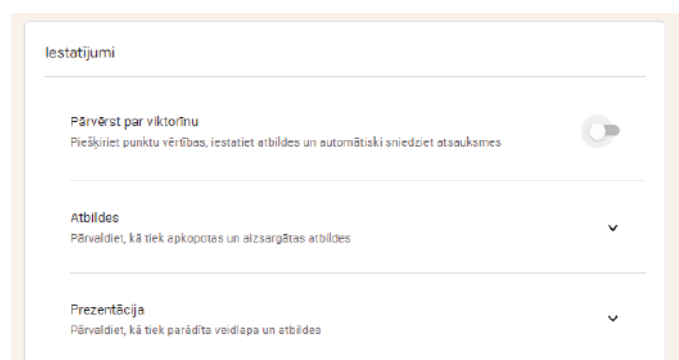 Iestatījumi
Pārvērst par viktorīnu
Piešķiriet punktu vērtības, iestatiet atbildes un automātiski sniedziet atsauksmes
Atbildes
Pārvaldiet, kā tiek apkopotas un aizsargātas atbildes
Prezentācija
Pārvaldiet, kā tiek parādīta veidlapa un atbildes